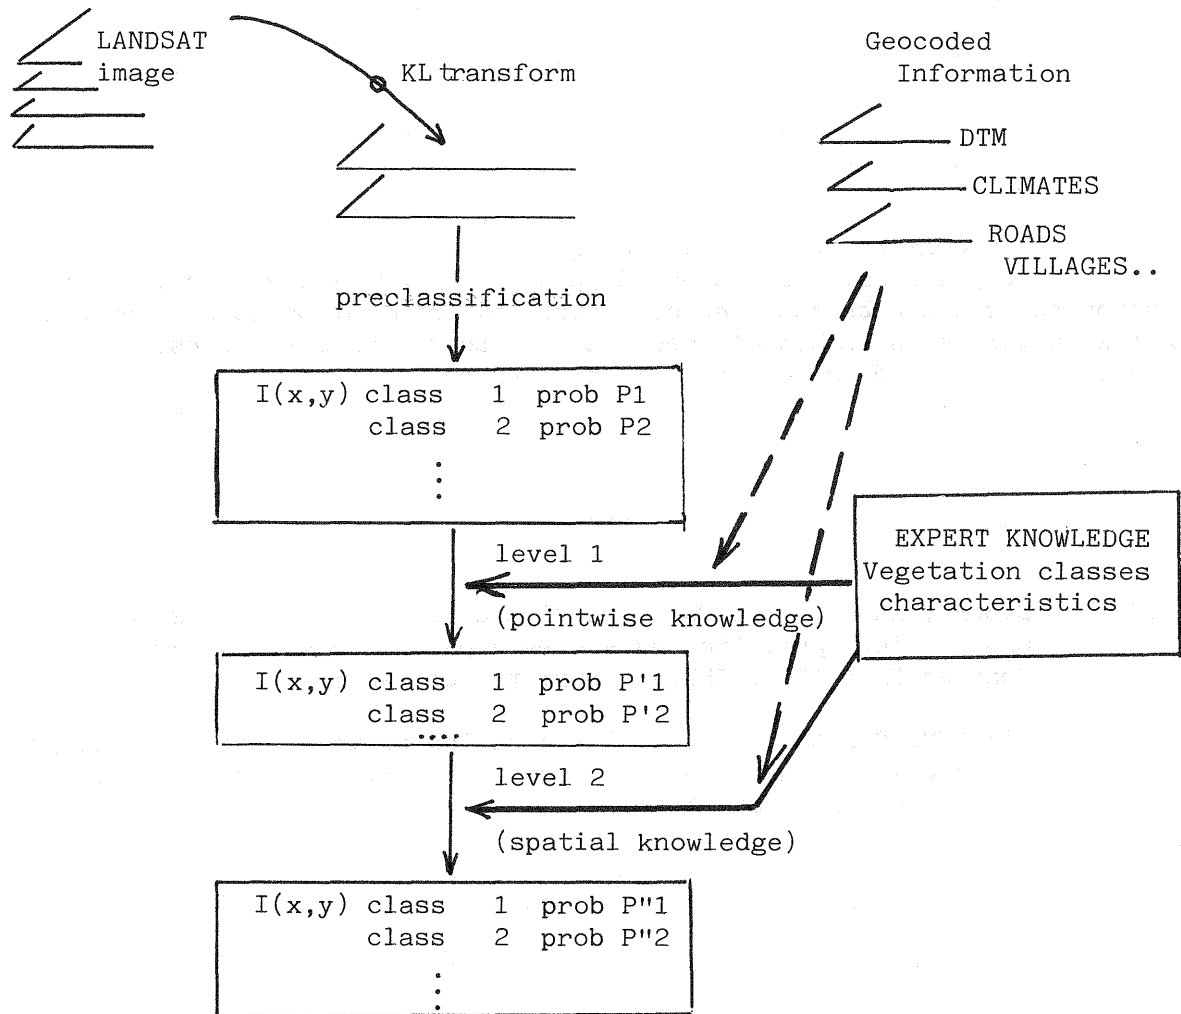 LANDSAT
image
KL transform
Geocoded
Information
DTM
CLIMATES
ROADS
VILLAGES..
preclassification
I(x,y) class 1 prob P1
class 2 prob P2
⋮
level 1
(pointwise knowledge)
EXPERT KNOWLEDGE
Vegetation classes
characteristics
I(x,y) class 1 prob P'1
class 2 prob P'2
....
level 2
(spatial knowledge)
I(x,y) class 1 prob P"1
class 2 prob P"2
⋮